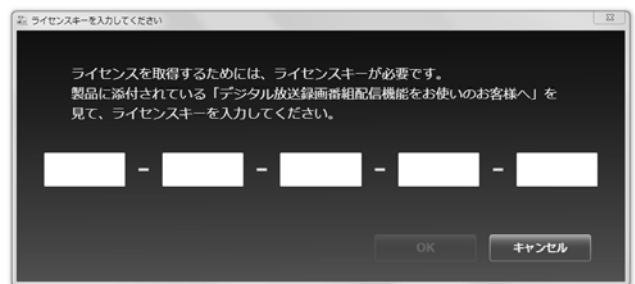 ライセンスキーを入力してください
ライセンスを取得するためには、ライセンスキーが必要です。
製品に添付されている「デジタル放送録画番組配信機能をお使いのお客様へ」を
見て、ライセンスキーを入力してください。
- - - -
OK キャンセル